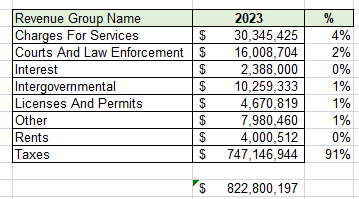 Revenue Group Name 2023 %
Charges For Services $ 30,345,425 4%
Courts And Law Enforcement $ 16,008,704 2%
Interest $ 2,388,000 0%
Intergovernmental $ 10,259,333 1%
Licenses And Permits $ 4,670,819 1%
Other $ 7,980,460 1%
Rents $ 4,000,512 0%
Taxes $ 747,146,944 91%
$ 822,800,197